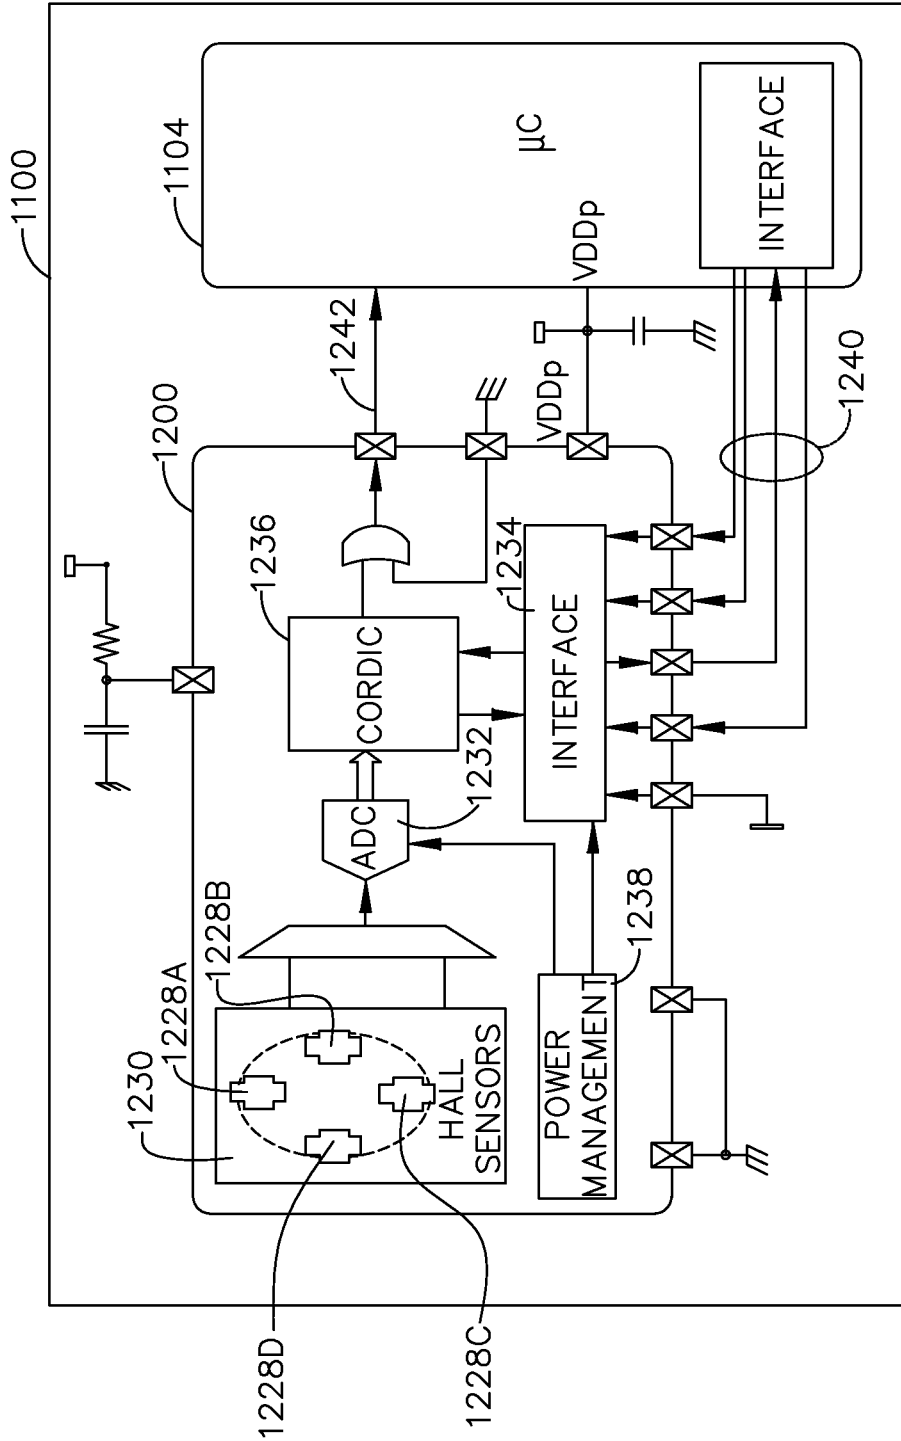 1100
1104
1200
µC
1242
VDDp
VDDp
INTERFACE
1240
1236
CORDIC
1234
INTERFACE
1232
ADC
1228B
1228A
1230
HALL
SENSORS
1238
POWER
MANAGEMENT
1228D
1228C